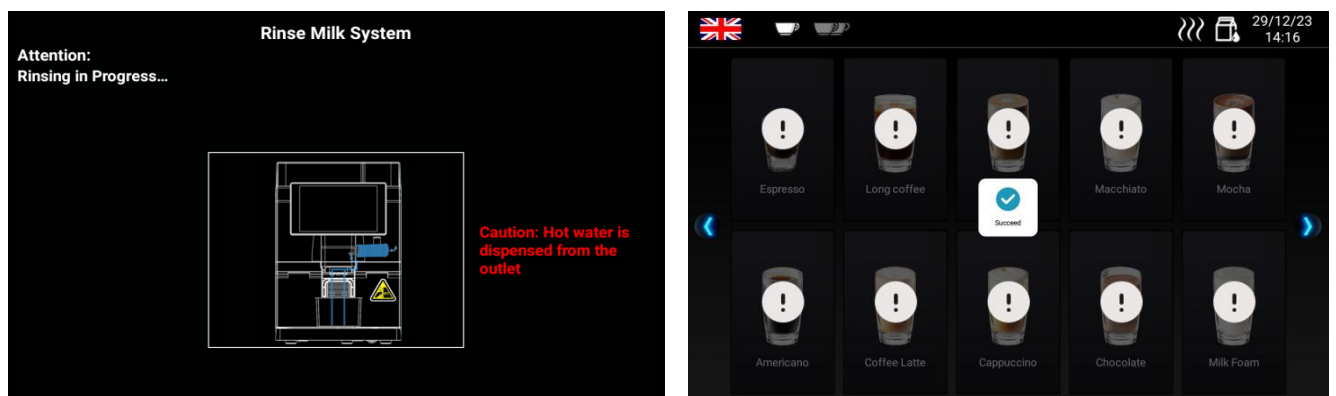 Rinse Milk System
Attention:
Rinsing in Progress...
Caution: Hot water is
dispensed from the
outlet
29/12/23
14:16
Espresso
Long coffee
Macchiato
Mocha
Succeed
Americano
Coffee Latte
Cappuccino
Chocolate
Milk Foam